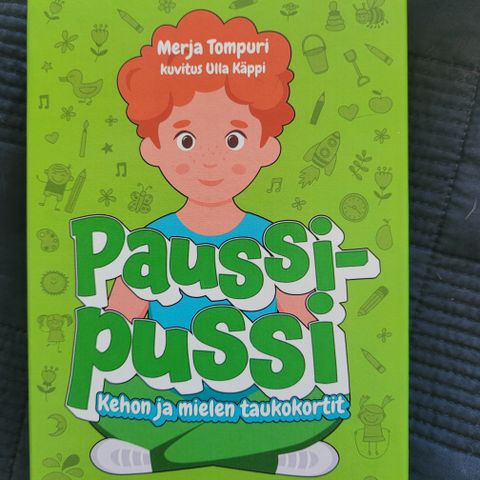 Merja Tompuri
kuvitus Ulla Käppi
Paussi-
pussi
Kehon ja mielen taukokortit